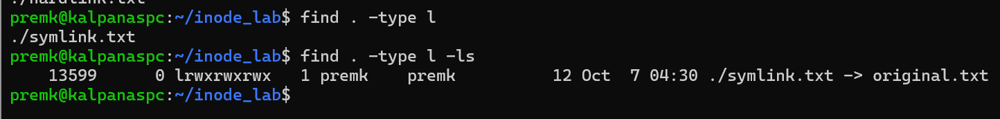 ./hardlink.txt
premk@kalpanaspc:~/inode_lab$ find . -type l
./symlink.txt
premk@kalpanaspc:~/inode_lab$ find . -type l -ls
    13599      0 lrwxrwxrwx   1 premk    premk          12 Oct  7 04:30 ./symlink.txt -> original.txt
premk@kalpanaspc:~/inode_lab$